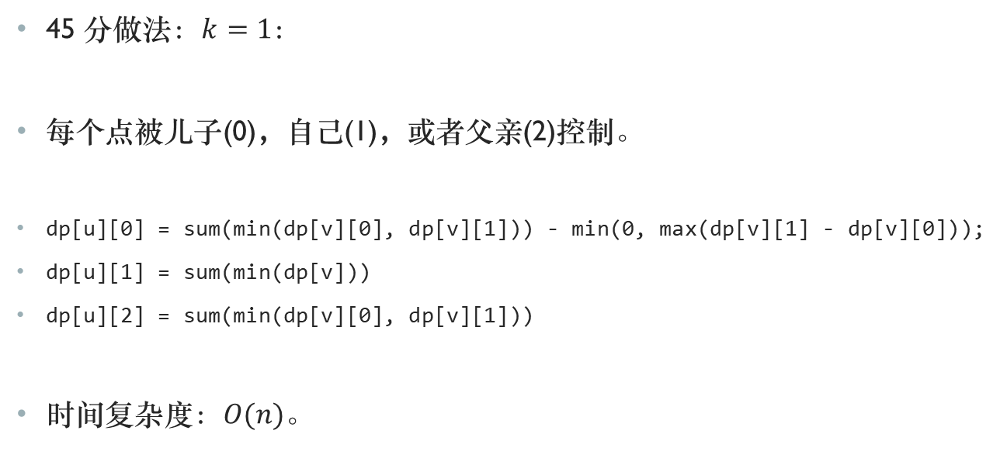 • 45 分做法：k = 1:
• 每个点被儿子(0)，自己(1)，或者父亲(2)控制。
• dp[u][0] = sum(min(dp[v][0], dp[v][1])) - min(0, max(dp[v][1] - dp[v][0]));
• dp[u][1] = sum(min(dp[v]))
• dp[u][2] = sum(min(dp[v][0], dp[v][1]))
• 时间复杂度：O(n)。